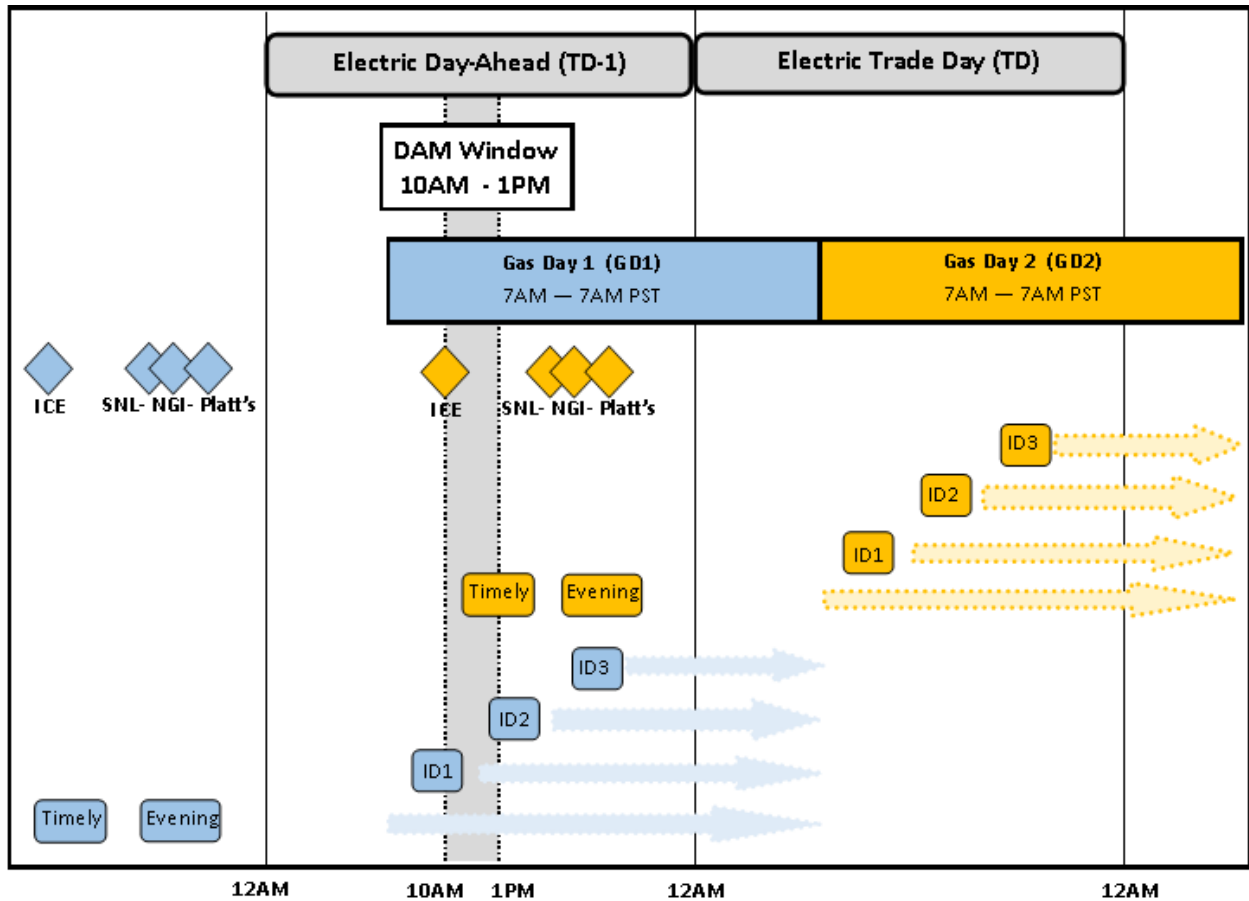 Electric Day-Ahead (TD-1)
Electric Trade Day (TD)
DAM Window
10AM - 1PM
Gas Day 1 (GD1)
7AM — 7AM PST
Gas Day 2 (GD2)
7AM — 7AM PST
ICE
SNL- NGI- Platt's
ICE
SNL- NGI- Platt's
ID3
ID2
ID1
Timely
Evening
ID3
ID2
ID1
Timely
Evening
12AM
10AM
1PM
12AM
12AM